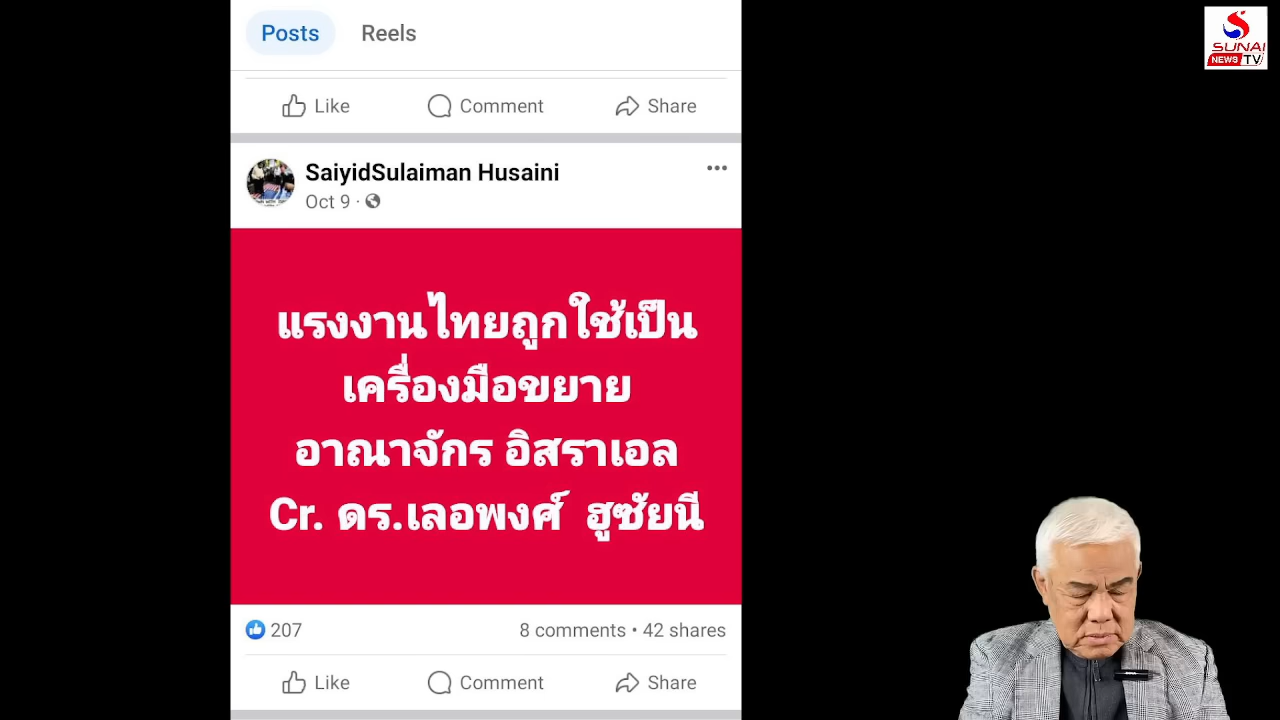 Posts Reels
Like Comment Share
SaiyidSulaiman Husaini
Oct 9 ·
แรงงานไทยถูกใช้เป็น
เครื่องมือขยาย
อาณาจักร อิสราเอล
Cr. ดร.เลอพงศ์ ฮูซัยนี
207 8 comments • 42 shares
Like Comment Share
SUNAI
NEWS TV